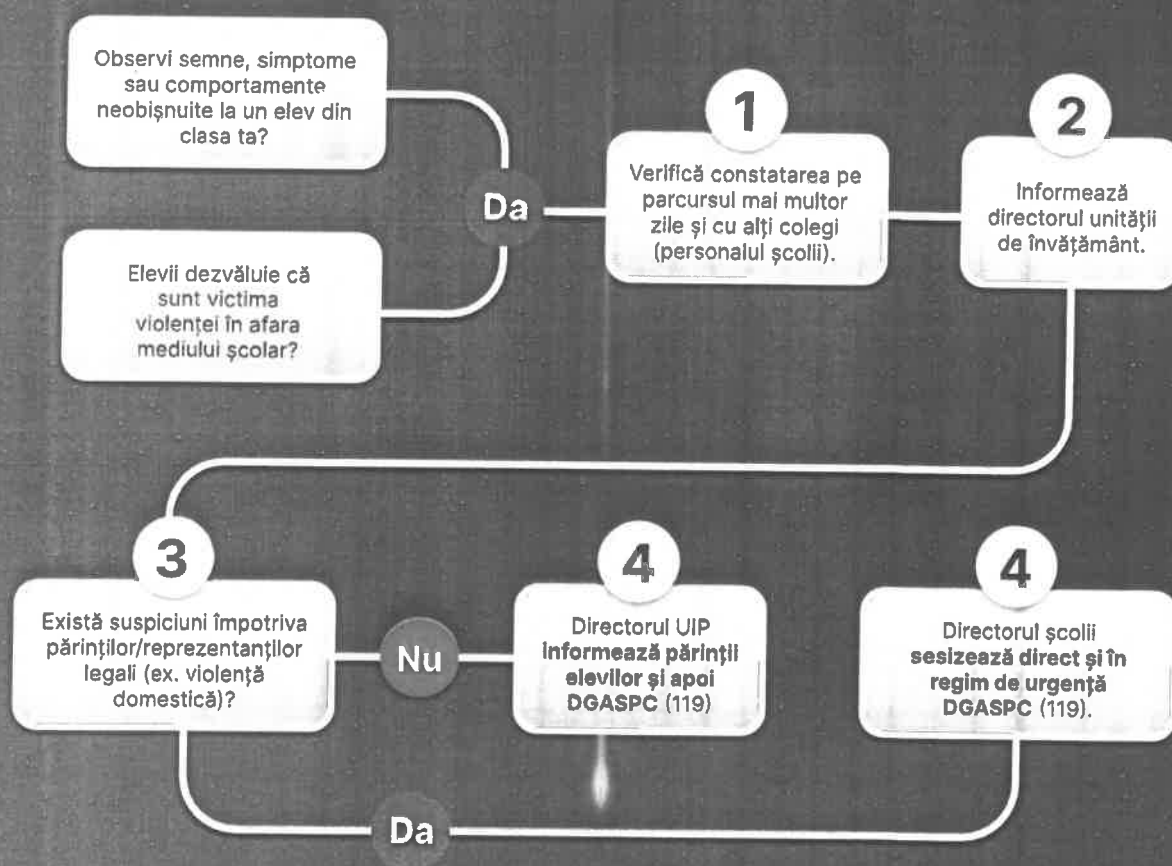 Observi semne, simptome
sau comportamente
neobișnuite la un elev din
clasa ta?
Elevii dezvăluie că
sunt victima
violenței în afara
mediului școlar?
Da
1
Verifică constatarea pe
parcursul mai multor
zile și cu alți colegi
(personalul școlii).
2
Informează
directorul unității
de învățământ.
3
Există suspiciuni împotriva
părinților/reprezentanților
legali (ex. violență
domestică)?
Nu
4
Directorul UIP
informează părinții
elevilor și apoi
DGASPC (119)
Da
4
Directorul școlii
sesizează direct și în
regim de urgență
DGASPC (119).